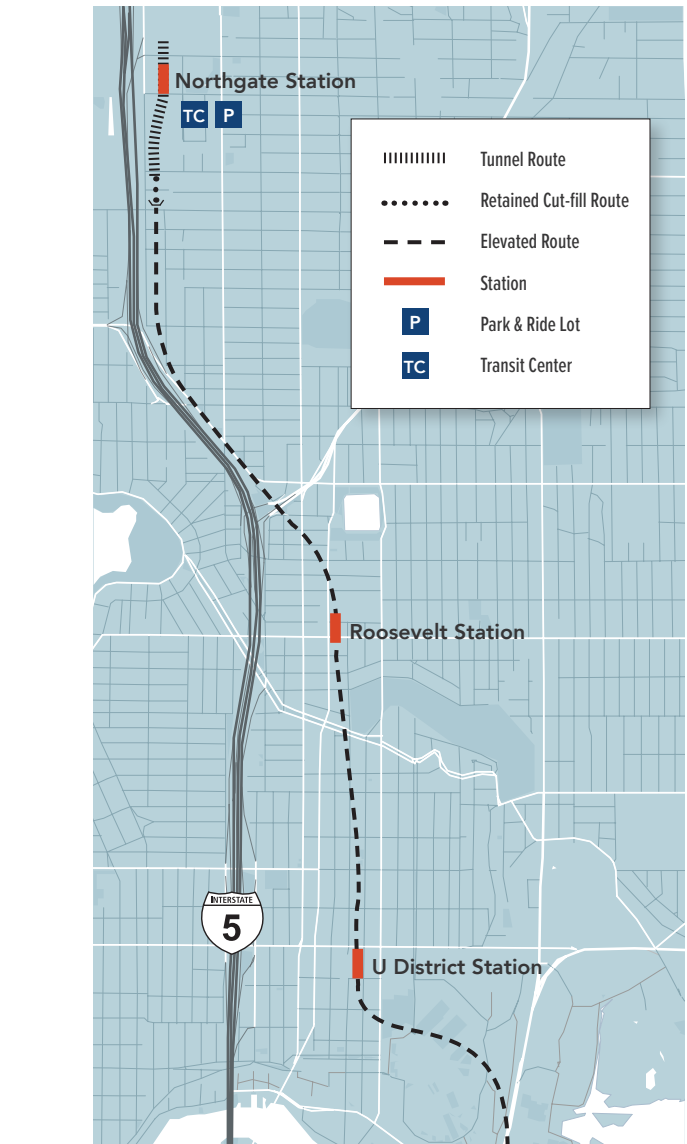 Northgate Station
TC P
Tunnel Route
Retained Cut-fill Route
Elevated Route
Station
P Park & Ride Lot
TC Transit Center
Roosevelt Station
INTERSTATE
5
U District Station